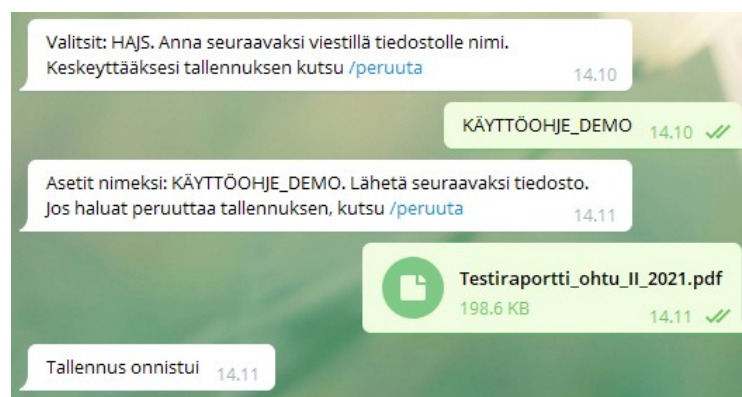 Valitsit: HAJS. Anna seuraavaksi viestillä tiedostolle nimi.
Keskeyttääksesi tallennuksen kutsu /peruuta
14.10
KÄYTTÖOHJE_DEMO 14.10
Asetit nimeksi: KÄYTTÖOHJE_DEMO. Lähetä seuraavaksi tiedosto.
Jos haluat peruuttaa tallennuksen, kutsu /peruuta
14.11
Testiraportti_ohtu_II_2021.pdf
198.6 KB
14.11
Tallennus onnistui 14.11